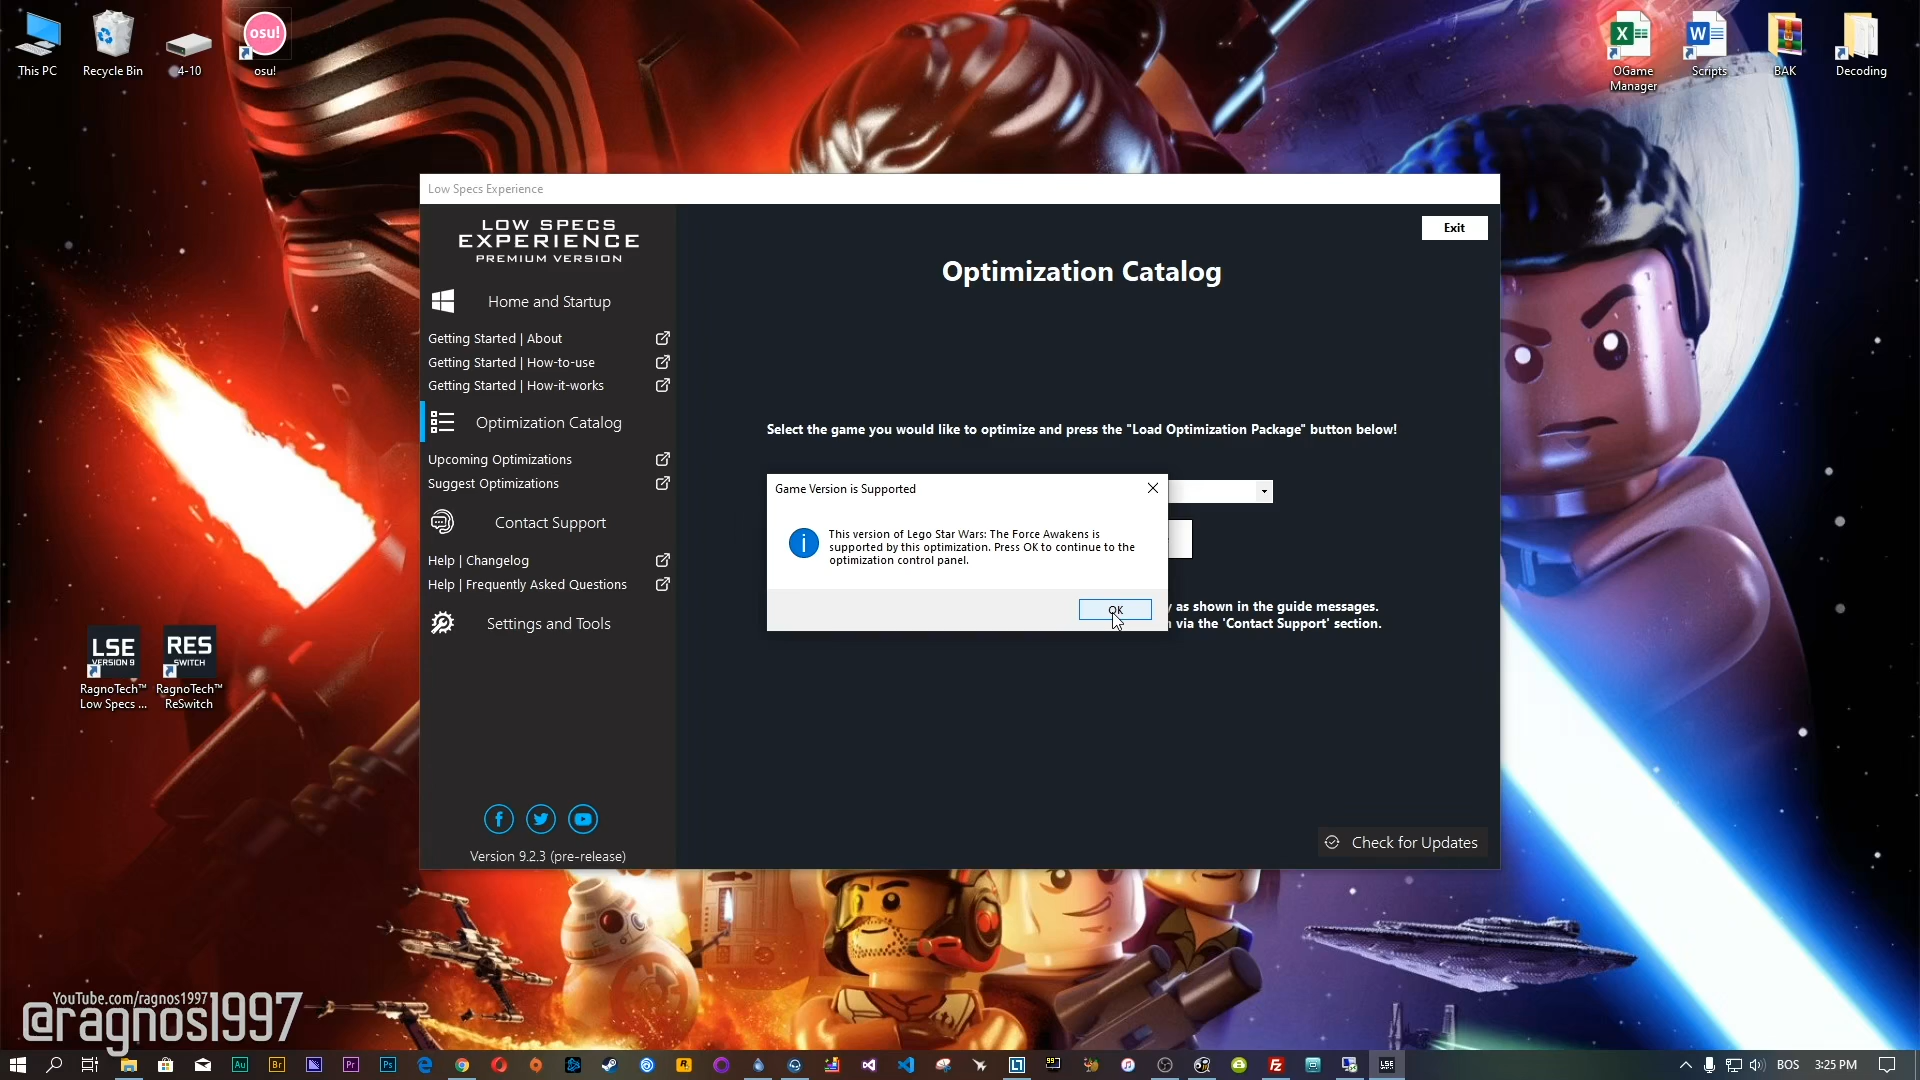 This PC
Recycle Bin
4-10
osu!
osu!
OGame
Manager
Scripts
BAK
Decoding
Low Specs Experience
LOW SPECS
EXPERIENCE
PREMIUM VERSION
Home and Startup
Getting Started | About
Getting Started | How-to-use
Getting Started | How-it-works
Optimization Catalog
Upcoming Optimizations
Suggest Optimizations
Contact Support
Help | Changelog
Help | Frequently Asked Questions
Settings and Tools
Version 9.2.3 (pre-release)
Exit
Optimization Catalog
Select the game you would like to optimize and press the "Load Optimization Package" button below!
Game Version is Supported
This version of Lego Star Wars: The Force Awakens is
supported by this optimization. Press OK to continue to the
optimization control panel.
OK
as shown in the guide messages.
via the 'Contact Support' section.
Check for Updates
LSE
VERSION 9
RES
SWITCH
RagnoTech™
Low Specs ...
RagnoTech™
ReSwitch
YouTube.com/ragnos1997
@ragnos1997
Au
Br
Pr
Ps
LSE
BOS
3:25 PM